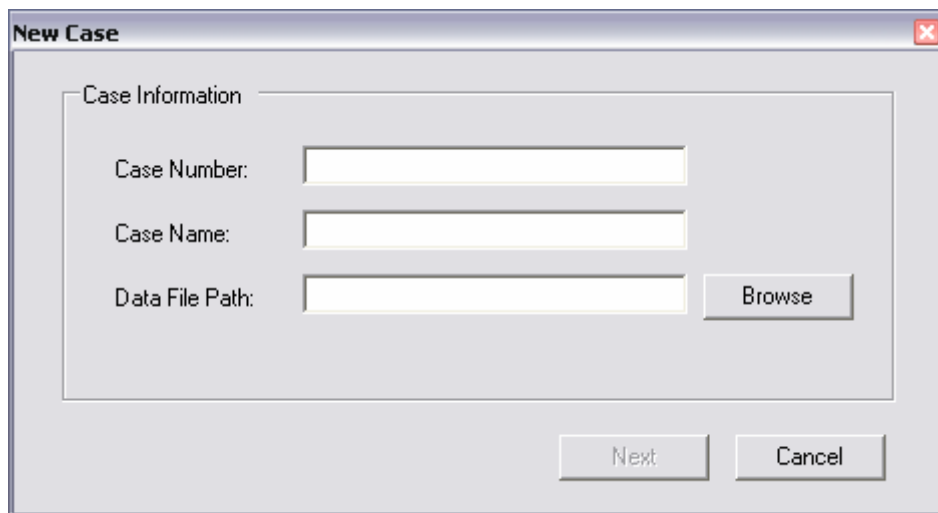 New Case
Case Information
Case Number:
Case Name:
Data File Path:
Browse
Next
Cancel